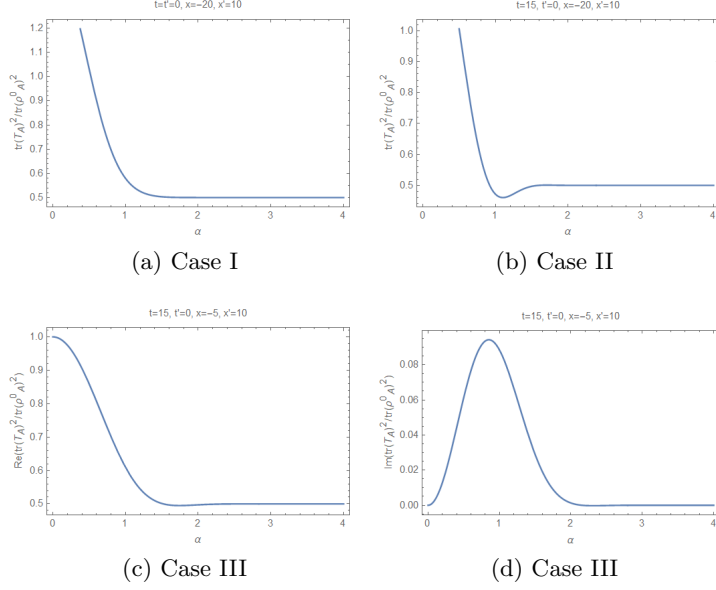 t=t'=0, x=−20, x'=10
tr(T_A)^2/tr(ρ^0_A)^2
1.2
1.1
1.0
0.9
0.8
0.7
0.6
0.5
0 1 2 3 4
α
(a) Case I
t=15, t'=0, x=−20, x'=10
tr(T_A)^2/tr(ρ^0_A)^2
1.0
0.9
0.8
0.7
0.6
0.5
0 1 2 3 4
α
(b) Case II
t=15, t'=0, x=−5, x'=10
Re(tr(T_A)^2/tr(ρ^0_A)^2)
1.0
0.9
0.8
0.7
0.6
0.5
0 1 2 3 4
α
(c) Case III
t=15, t'=0, x=−5, x'=10
Im(tr(T_A)^2/tr(ρ^0_A)^2)
0.08
0.06
0.04
0.02
0.00
0 1 2 3 4
α
(d) Case III